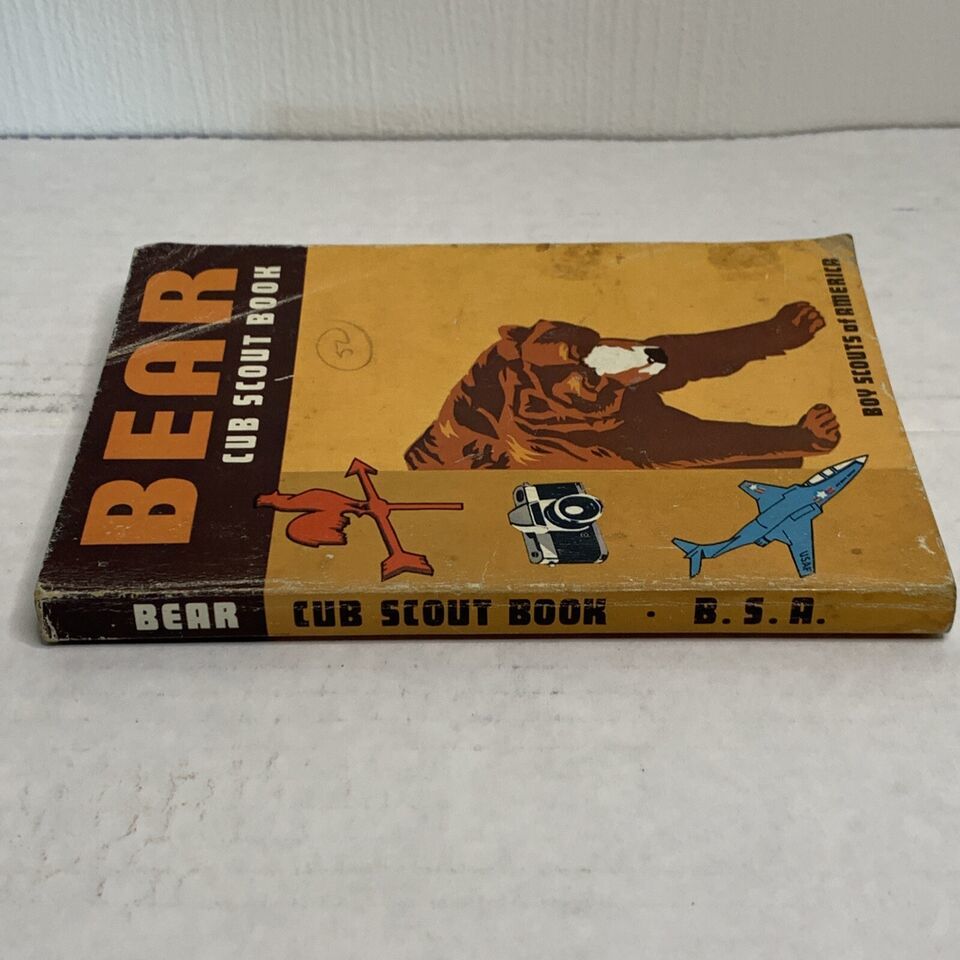 BEAR
CUB SCOUT BOOK
BOY SCOUTS of AMERICA
USAF
BEAR CUB SCOUT BOOK · B. S. A.